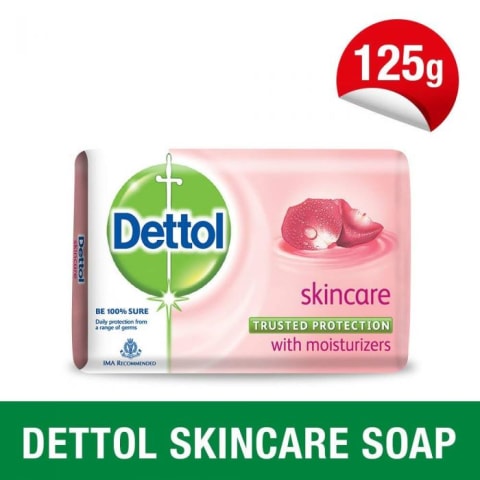 125g
Dettol
skincare
Dettol
BE 100% SURE
Daily protection from
a range of germs
IMA RECOMMENDED
skincare
TRUSTED PROTECTION
with moisturizers
DETTOL SKINCARE SOAP